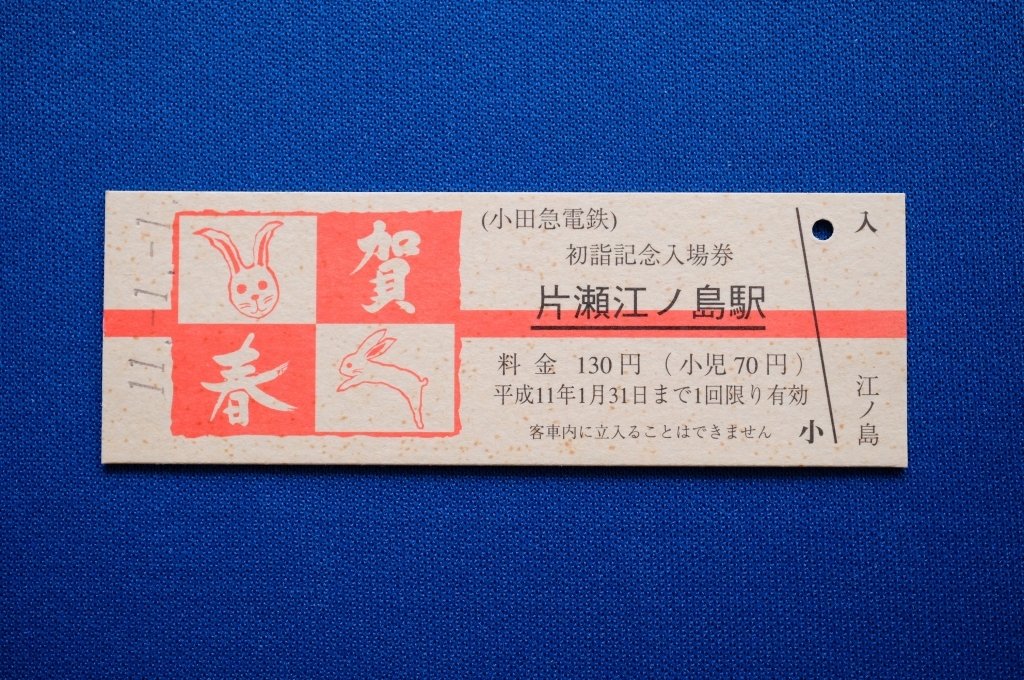 11.-1.-1.
賀
春
(小田急電鉄)
初詣記念入場券
片瀬江ノ島駅
料金 130円 (小児70円)
平成11年1月31日まで1回限り有効
客車内に立入ることはできません
小
入
江ノ島